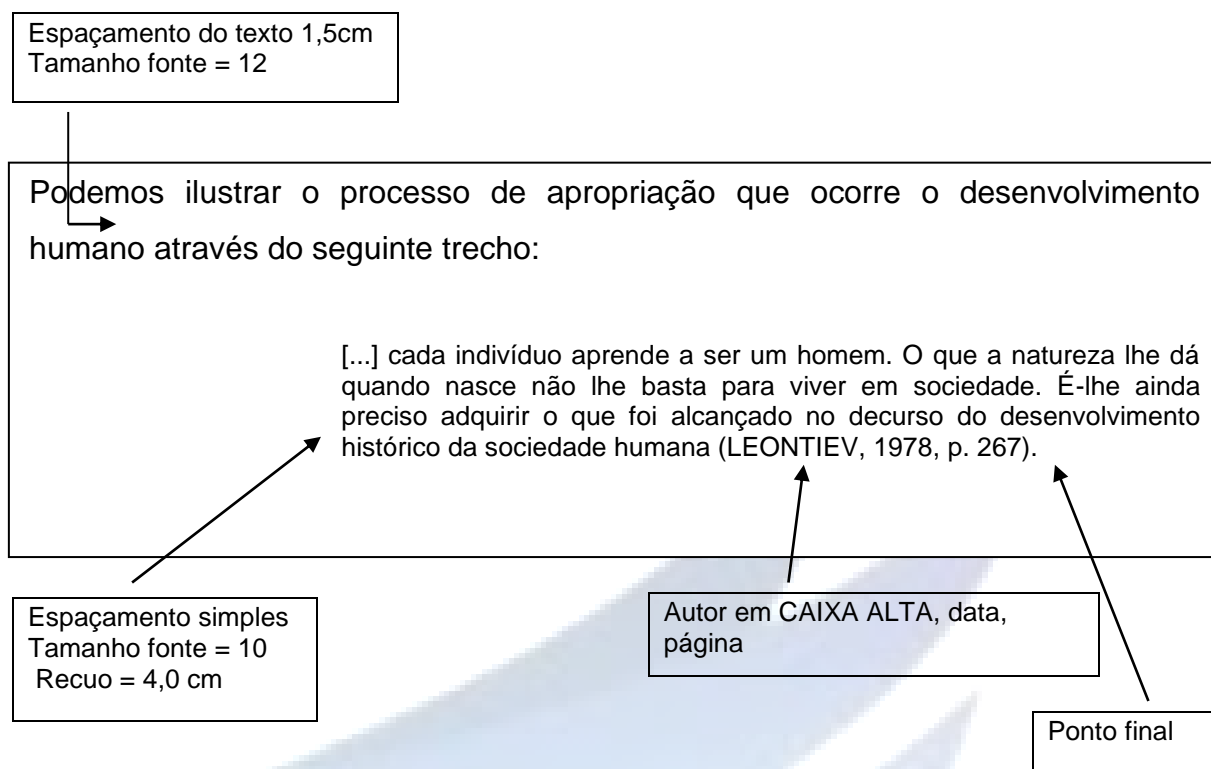 Espaçamento do texto 1,5cm
Tamanho fonte = 12
Podemos ilustrar o processo de apropriação que ocorre o desenvolvimento
humano através do seguinte trecho:
[...] cada indivíduo aprende a ser um homem. O que a natureza lhe dá
quando nasce não lhe basta para viver em sociedade. É-lhe ainda
preciso adquirir o que foi alcançado no decurso do desenvolvimento
histórico da sociedade humana (LEONTIEV, 1978, p. 267).
Espaçamento simples
Tamanho fonte = 10
Recuo = 4,0 cm
Autor em CAIXA ALTA, data,
página
Ponto final